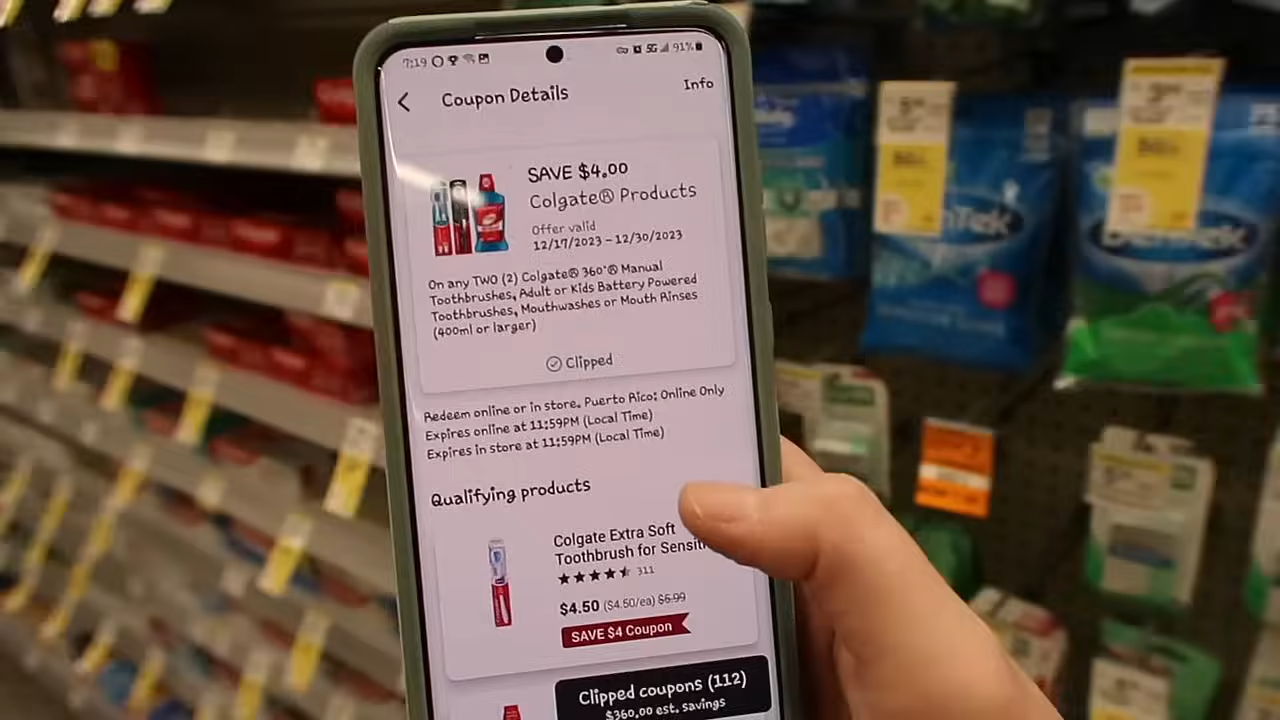 7:19
5G 91%
Coupon Details
Info
SAVE $4.00
Colgate® Products
Offer valid
12/17/2023 - 12/30/2023
On any TWO (2) Colgate® 360°® Manual
Toothbrushes, Adult or Kids Battery Powered
Toothbrushes, Mouthwashes or Mouth Rinses
(400ml or larger)
Clipped
Redeem online or in store. Puerto Rico: Online Only
Expires online at 11:59PM (Local Time)
Expires in store at 11:59PM (Local Time)
Qualifying products
Colgate Extra Soft
Toothbrush for Sensiti
311
$4.50 ($4.50/ea) $6.99
SAVE $4 Coupon
Clipped coupons (112)
$360.00 est. savings